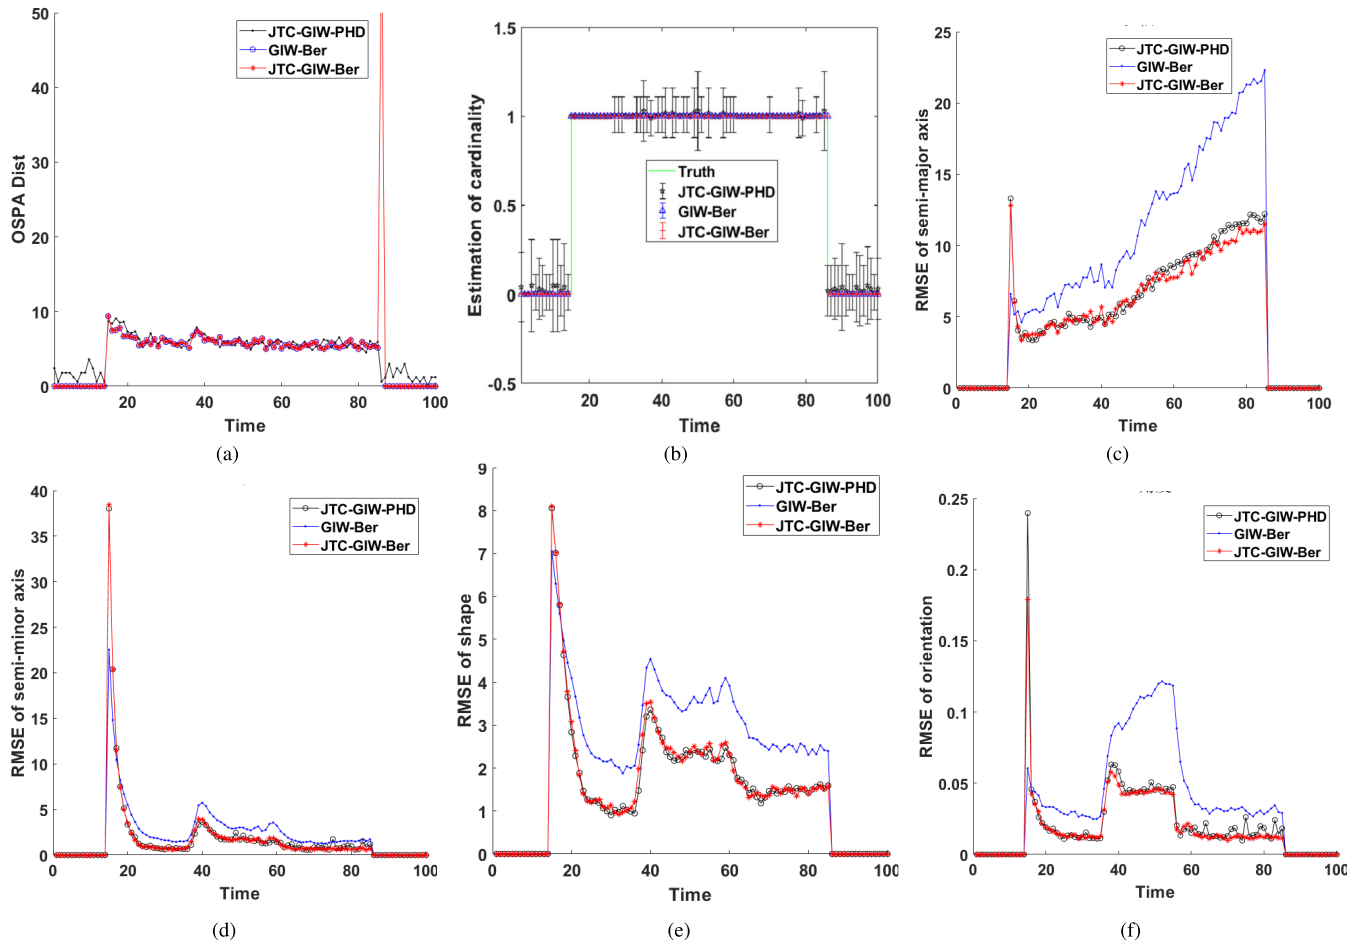 50
40
30
20
10
0
20
40
60
80
100
OSPA Dist
Time
JTC-GIW-PHD
GIW-Ber
JTC-GIW-Ber
(a)
1.5
1
0.5
0
-0.5
20
40
60
80
100
Estimation of cardinality
Time
Truth
JTC-GIW-PHD
GIW-Ber
JTC-GIW-Ber
(b)
25
20
15
10
5
0
0
20
40
60
80
100
RMSE of semi-major axis
Time
JTC-GIW-PHD
GIW-Ber
JTC-GIW-Ber
(c)
40
35
30
25
20
15
10
5
0
0
20
40
60
80
100
RMSE of semi-minor axis
Time
JTC-GIW-PHD
GIW-Ber
JTC-GIW-Ber
(d)
9
8
7
6
5
4
3
2
1
0
0
20
40
60
80
100
RMSE of shape
Time
JTC-GIW-PHD
GIW-Ber
JTC-GIW-Ber
(e)
0.25
0.2
0.15
0.1
0.05
0
0
20
40
60
80
100
RMSE of orientation
Time
JTC-GIW-PHD
GIW-Ber
JTC-GIW-Ber
(f)